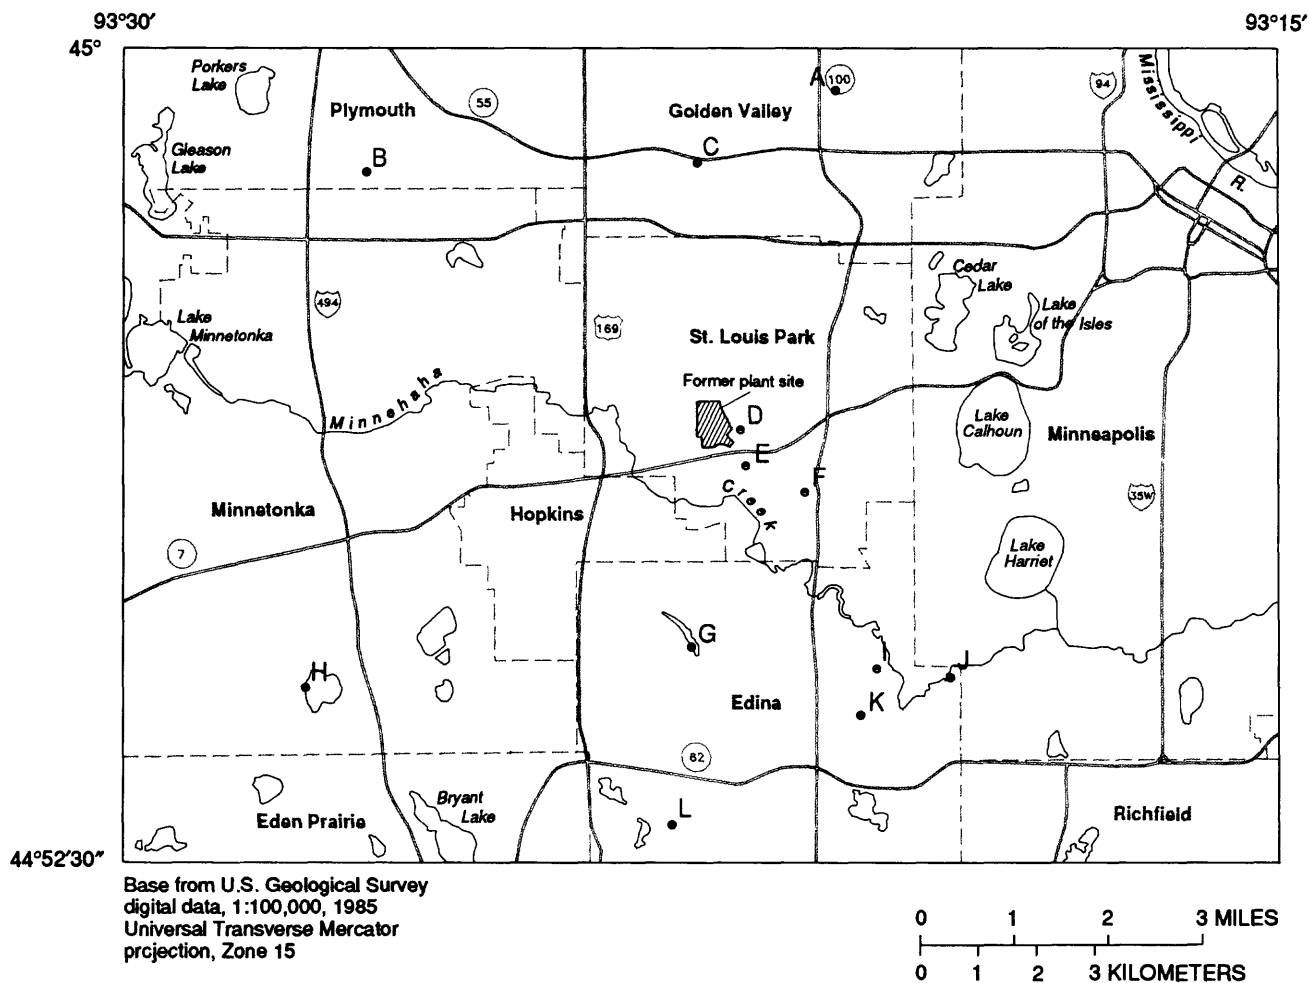 93°30′
93°15′
45°
Porkers
Lake
Plymouth
55
Golden Valley
A
100
94
Mississippi
R.
Gleason
Lake
B
C
Cedar
Lake
Lake
of the Isles
Lake
Minnetonka
494
169
St. Louis Park
Former plant site
Minnehaha
Creek
D
E
F
Lake
Calhoun
Minneapolis
35W
Minnetonka
Hopkins
7
Lake
Harriet
G
H
I
J
Edina
K
62
Bryant
Lake
Eden Prairie
L
Richfield
44°52′30″
Base from U.S. Geological Survey
digital data, 1:100,000, 1985
Universal Transverse Mercator
projection, Zone 15
0 1 2 3 MILES
0 1 2 3 KILOMETERS